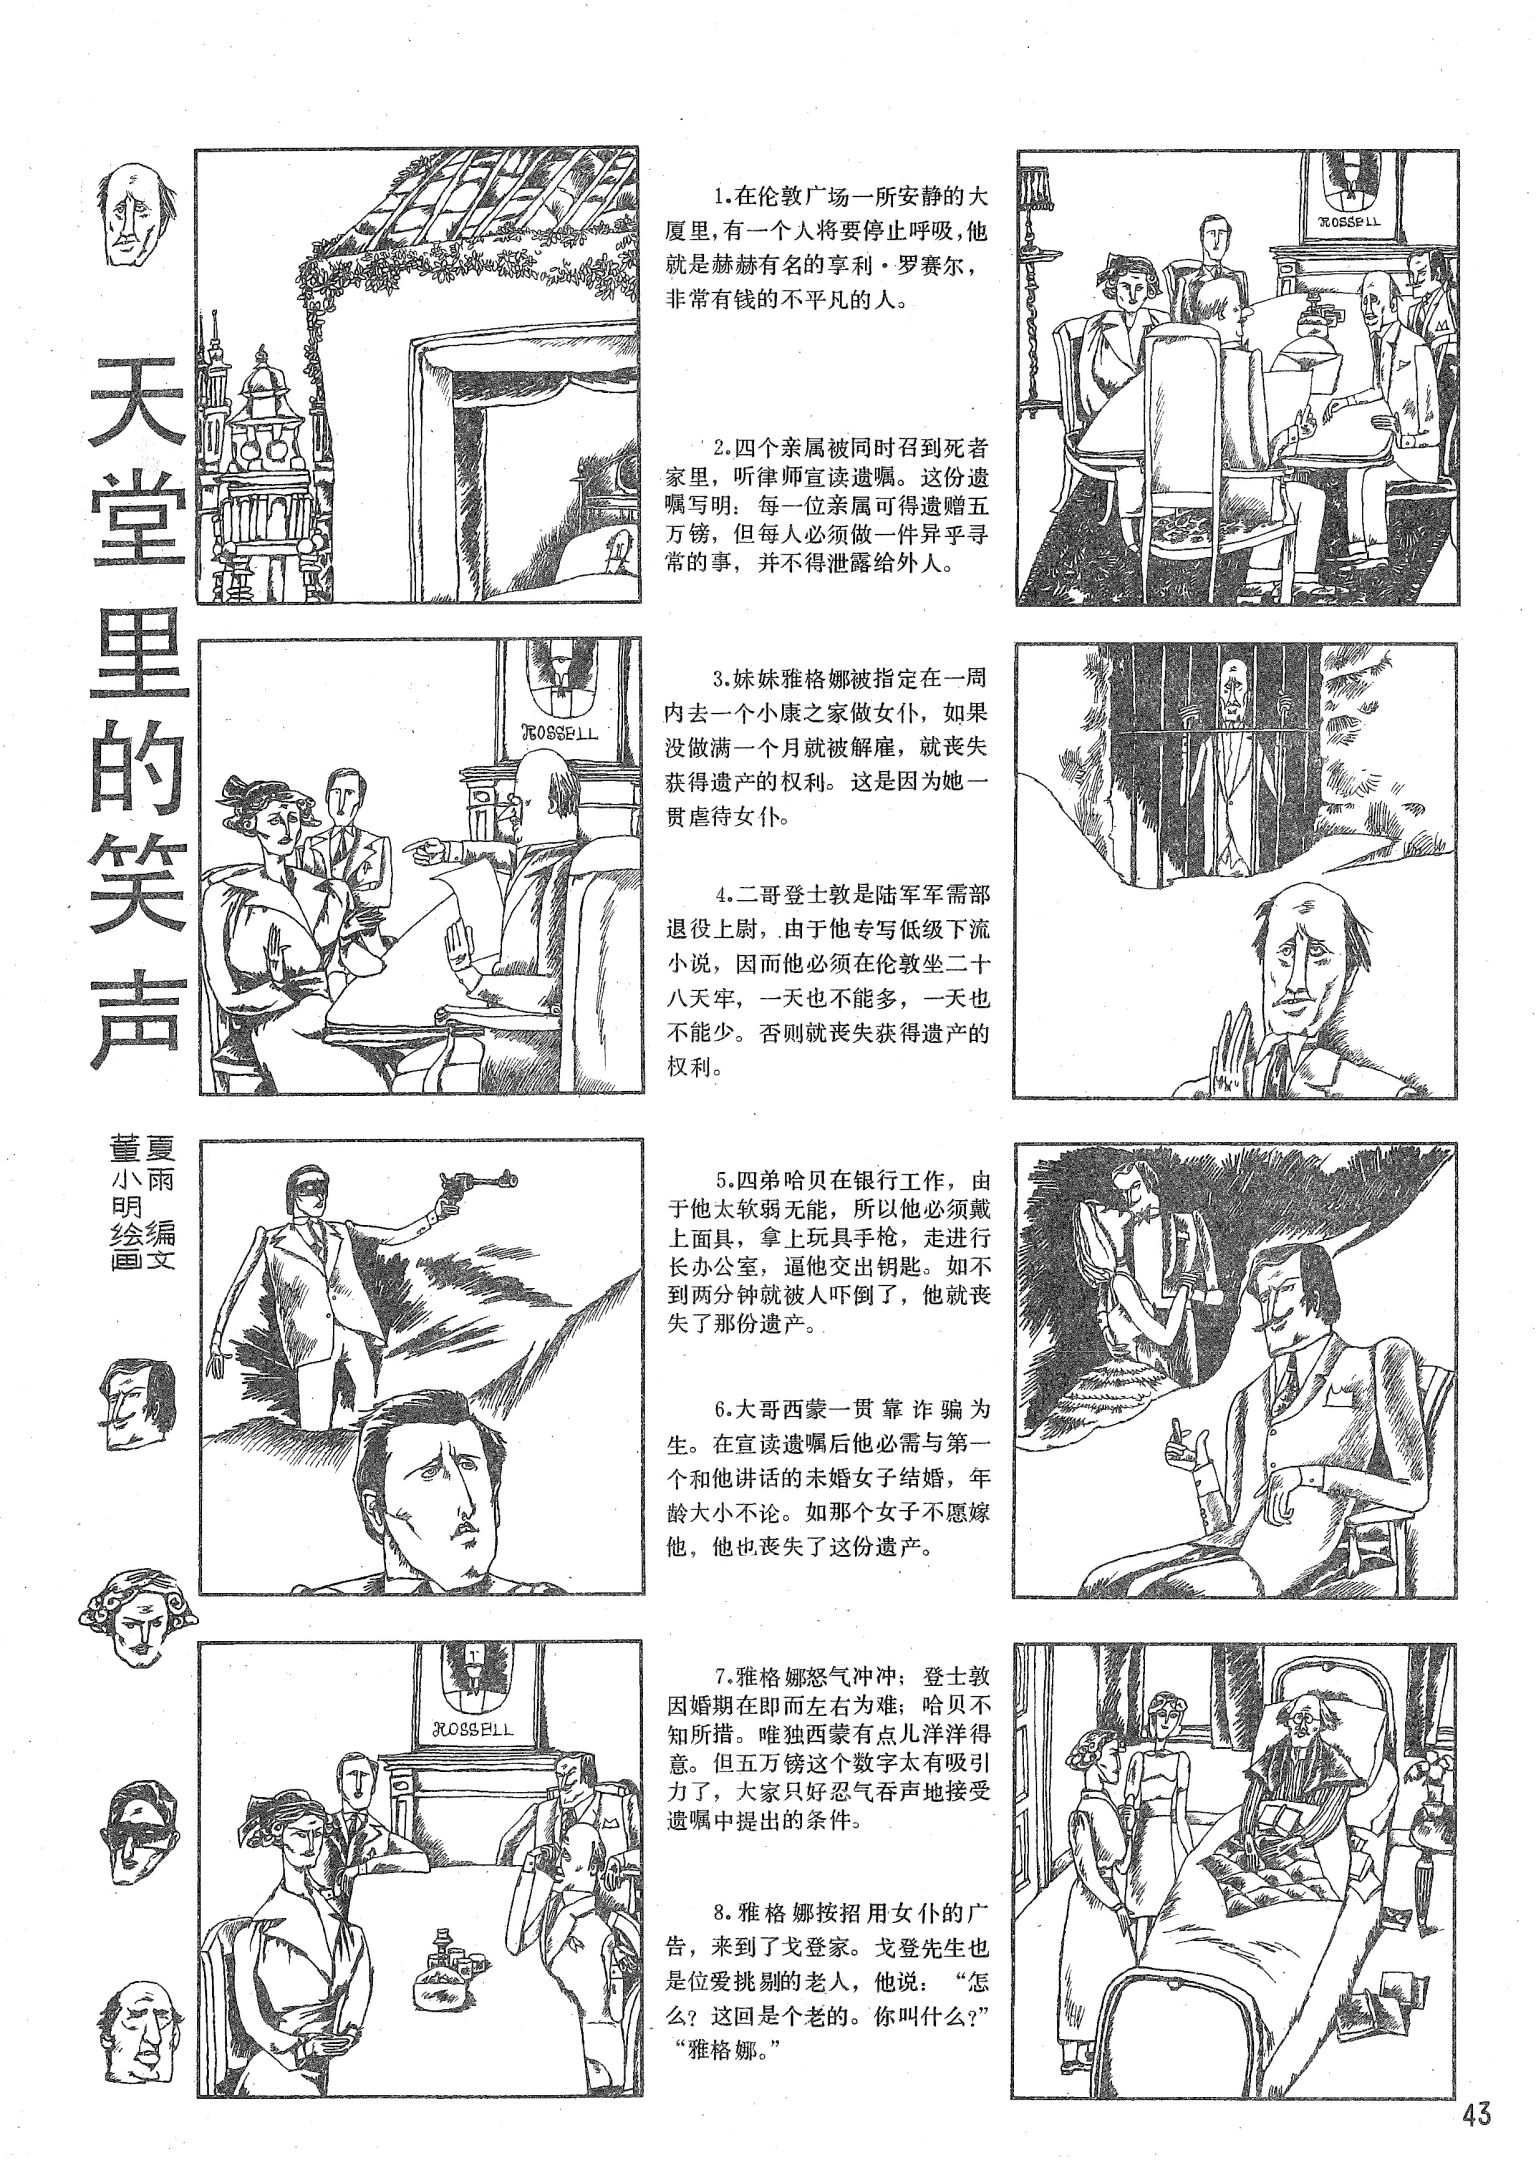 天堂里的笑声
夏雨 编文
董小明绘画
1.在伦敦广场一所安静的大
厦里,有一个人将要停止呼吸,他
就是赫赫有名的享利·罗赛尔,
非常有钱的不平凡的人。
ROSSELL
2.四个亲属被同时召到死者
家里，听律师宣读遗嘱。这份遗
嘱写明：每一位亲属可得遗赠五
万镑，但每人必须做一件异乎寻
常的事，并不得泄露给外人。
ROSSELL
3.妹妹雅格娜被指定在一周
内去一个小康之家做女仆，如果
没做满一个月就被解雇，就丧失
获得遗产的权利。这是因为她一
贯虐待女仆。
4.二哥登士敦是陆军军需部
退役上尉，由于他专写低级下流
小说，因而他必须在伦敦坐二十
八天牢，一天也不能多，一天也
不能少。否则就丧失获得遗产的
权利。
5.四弟哈贝在银行工作，由
于他太软弱无能，所以他必须戴
上面具，拿上玩具手枪，走进行
长办公室，逼他交出钥匙。如不
到两分钟就被人吓倒了，他就丧
失了那份遗产。
6.大哥西蒙一贯靠诈骗为
生。在宣读遗嘱后他必需与第一
个和他讲话的未婚女子结婚，年
龄大小不论。如那个女子不愿嫁
他，他也丧失了这份遗产。
ROSSELL
7.雅格娜怒气冲冲；登士敦
因婚期在即而左右为难；哈贝不
知所措。唯独西蒙有点儿洋洋得
意。但五万镑这个数字太有吸引
力了，大家只好忍气吞声地接受
遗嘱中提出的条件。
8.雅格娜按招用女仆的广
告，来到了戈登家。戈登先生也
是位爱挑剔的老人，他说：“怎
么？这回是个老的。你叫什么？”
“雅格娜。”
43